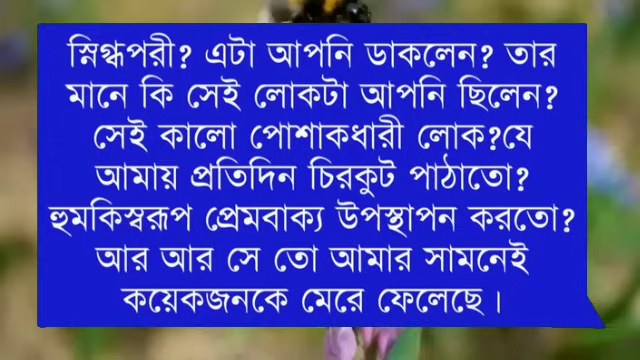 স্নিগ্ধপরী? এটা আপনি ডাকলেন? তার
মানে কি সেই লোকটা আপনি ছিলেন?
সেই কালো পোশাকধারী লোক?যে
আমায় প্রতিদিন চিরকুট পাঠাতো?
হুমকিস্বরূপ প্রেমবাক্য উপস্থাপন করতো?
আর আর সে তো আমার সামনেই
কয়েকজনকে মেরে ফেলেছে।